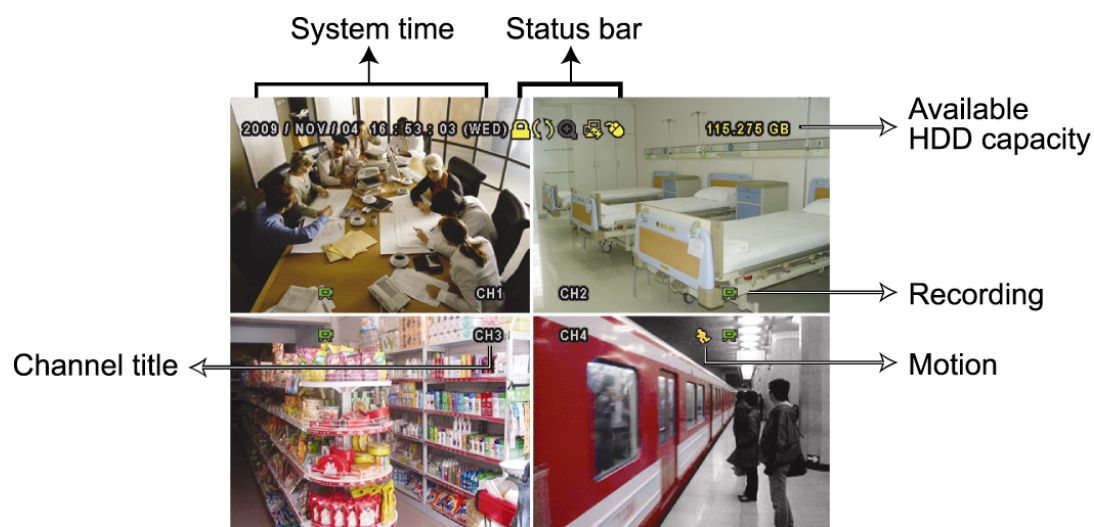 System time
Status bar
2009 / NOV / 04 16 : 53 : 03 (WED)
115.275 GB
Available
HDD capacity
CH1
CH2
Recording
CH3
CH4
Channel title
Motion